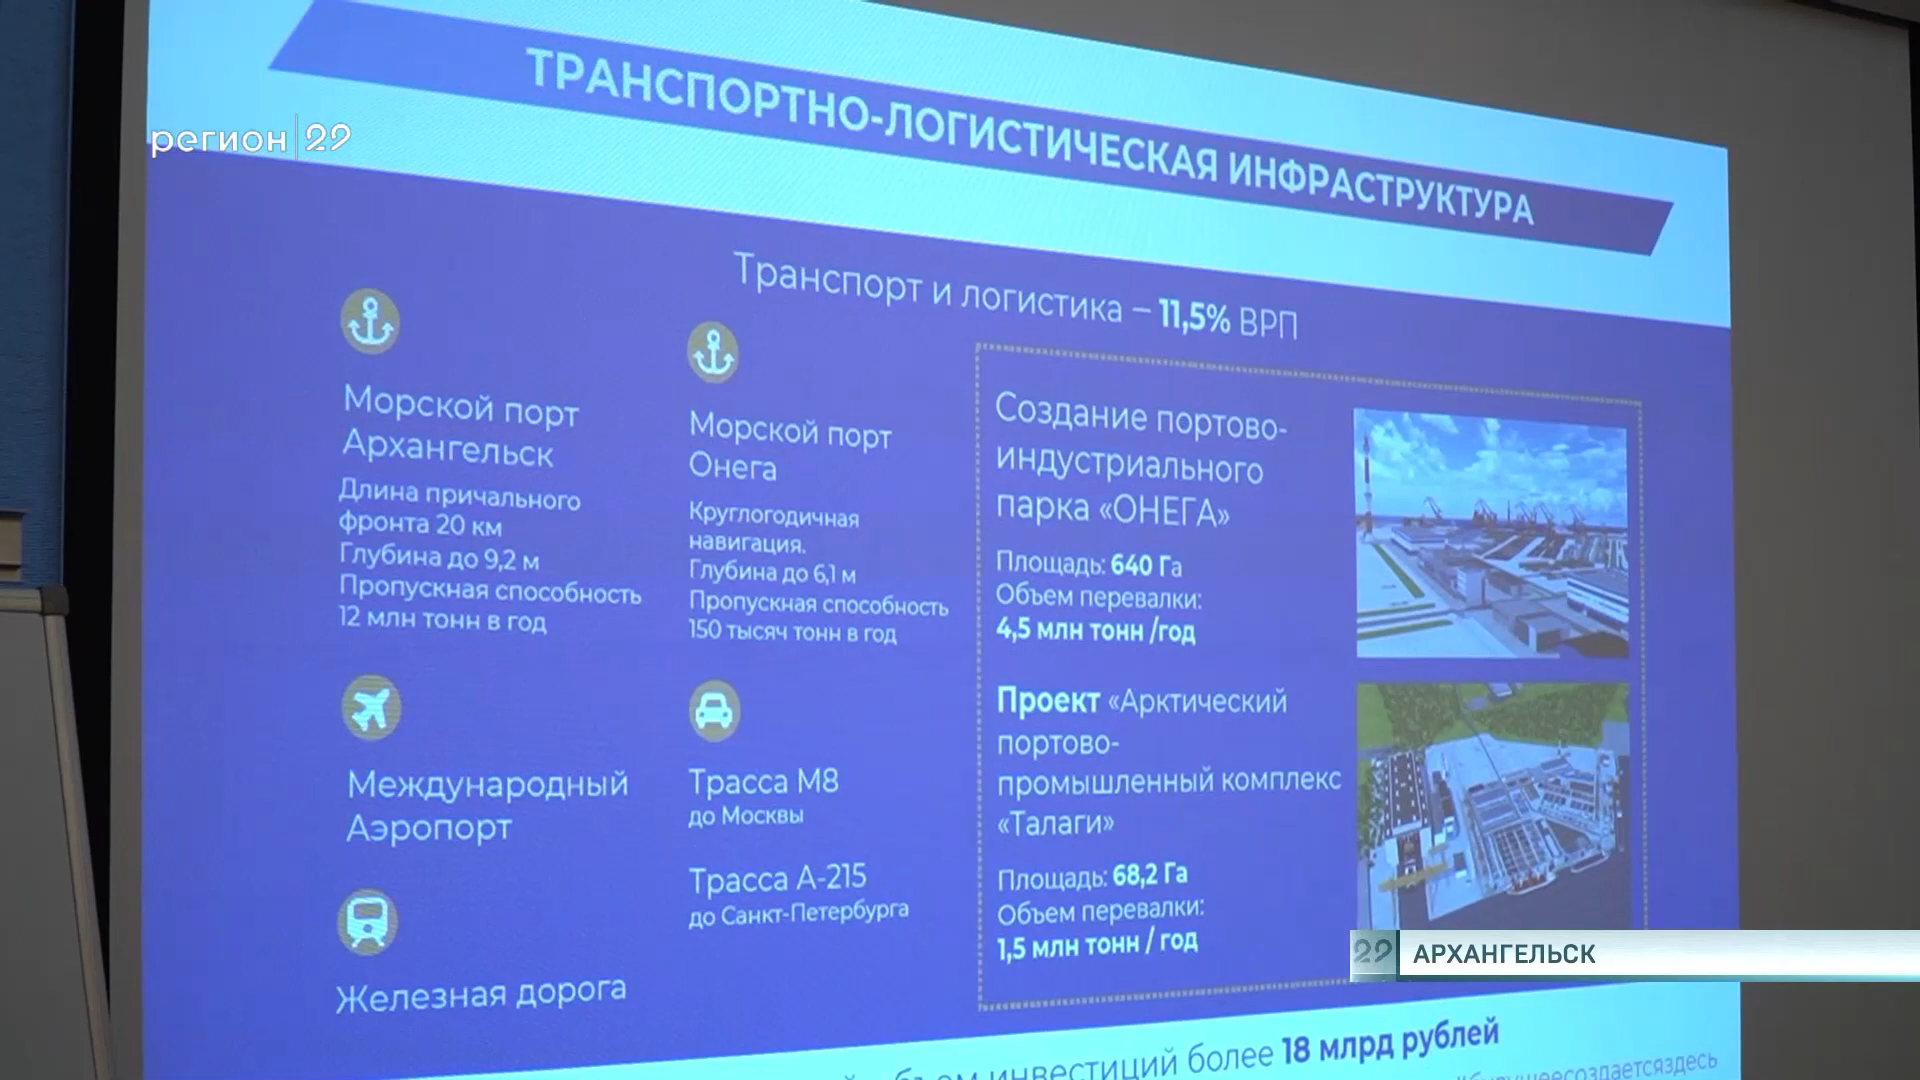 ТРАНСПОРТНО-ЛОГИСТИЧЕСКАЯ ИНФРАСТРУКТУРА
регион 29
Транспорт и логистика – 11,5% ВРП
Морской порт
Архангельск
Длина причального
фронта 20 км
Глубина до 9,2 м
Пропускная способность
12 млн тонн в год
Морской порт
Онега
Круглогодичная
навигация.
Глубина до 6,1 м
Пропускная способность
150 тысяч тонн в год
Международный
Аэропорт
Трасса М8
до Москвы
Трасса А-215
до Санкт-Петербурга
Железная дорога
Создание портово-
индустриального
парка «ОНЕГА»
Площадь: 640 Га
Объем перевалки:
4,5 млн тонн /год
Проект «Арктический
портово-
промышленный комплекс
«Талаги»
Площадь: 68,2 Га
Объем перевалки:
1,5 млн тонн / год
29 АРХАНГЕЛЬСК
объем инвестиций более 18 млрд рублей
#будущеесоздаетсяздесь